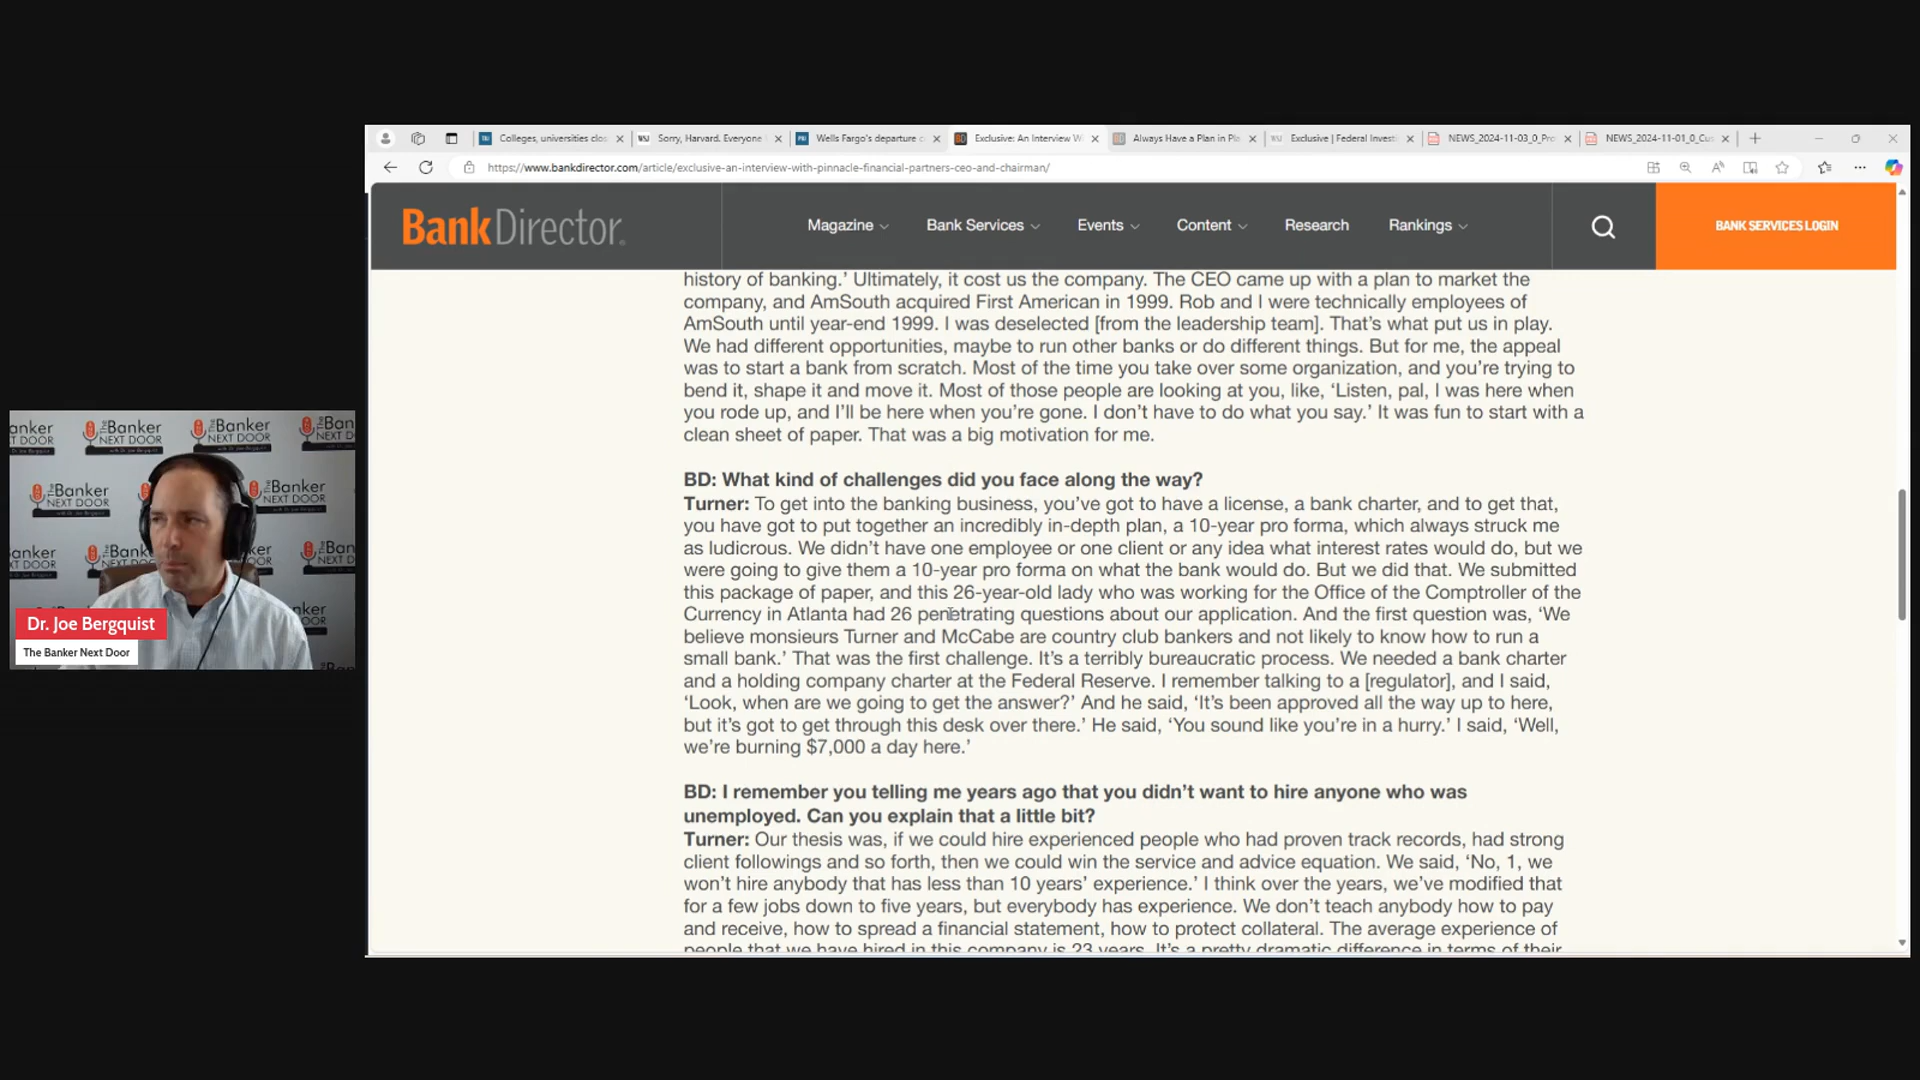 Colleges, universities clos
Sorry, Harvard. Everyone
Wells Fargo's departure c
Exclusive: An Interview Wi
Always Have a Plan in Pla
Exclusive | Federal Investi
NEWS_2024-11-03_0_Pro
NEWS_2024-11-01_0_Cus
https://www.bankdirector.com/article/exclusive-an-interview-with-pinnacle-financial-partners-ceo-and-chairman/
BankDirector.
Magazine
Bank Services
Events
Content
Research
Rankings
BANK SERVICES LOGIN
history of banking.’ Ultimately, it cost us the company. The CEO came up with a plan to market the
company, and AmSouth acquired First American in 1999. Rob and I were technically employees of
AmSouth until year-end 1999. I was deselected [from the leadership team]. That’s what put us in play.
We had different opportunities, maybe to run other banks or do different things. But for me, the appeal
was to start a bank from scratch. Most of the time you take over some organization, and you’re trying to
bend it, shape it and move it. Most of those people are looking at you, like, ‘Listen, pal, I was here when
you rode up, and I’ll be here when you’re gone. I don’t have to do what you say.’ It was fun to start with a
clean sheet of paper. That was a big motivation for me.
BD: What kind of challenges did you face along the way?
Turner: To get into the banking business, you’ve got to have a license, a bank charter, and to get that,
you have got to put together an incredibly in-depth plan, a 10-year pro forma, which always struck me
as ludicrous. We didn’t have one employee or one client or any idea what interest rates would do, but we
were going to give them a 10-year pro forma on what the bank would do. But we did that. We submitted
this package of paper, and this 26-year-old lady who was working for the Office of the Comptroller of the
Currency in Atlanta had 26 penetrating questions about our application. And the first question was, ‘We
believe monsieurs Turner and McCabe are country club bankers and not likely to know how to run a
small bank.’ That was the first challenge. It’s a terribly bureaucratic process. We needed a bank charter
and a holding company charter at the Federal Reserve. I remember talking to a [regulator], and I said,
‘Look, when are we going to get the answer?’ And he said, ‘It’s been approved all the way up to here,
but it’s got to get through this desk over there.’ He said, ‘You sound like you’re in a hurry.’ I said, ‘Well,
we’re burning $7,000 a day here.’
BD: I remember you telling me years ago that you didn’t want to hire anyone who was
unemployed. Can you explain that a little bit?
Turner: Our thesis was, if we could hire experienced people who had proven track records, had strong
client followings and so forth, then we could win the service and advice equation. We said, ‘No, 1, we
won’t hire anybody that has less than 10 years’ experience.’ I think over the years, we’ve modified that
for a few jobs down to five years, but everybody has experience. We don’t teach anybody how to pay
and receive, how to spread a financial statement, how to protect collateral. The average experience of
people that we have hired in this company is 23 years. It’s a pretty dramatic difference in terms of their
The Banker
NEXT DOOR
Dr. Joe Bergquist
The Banker Next Door